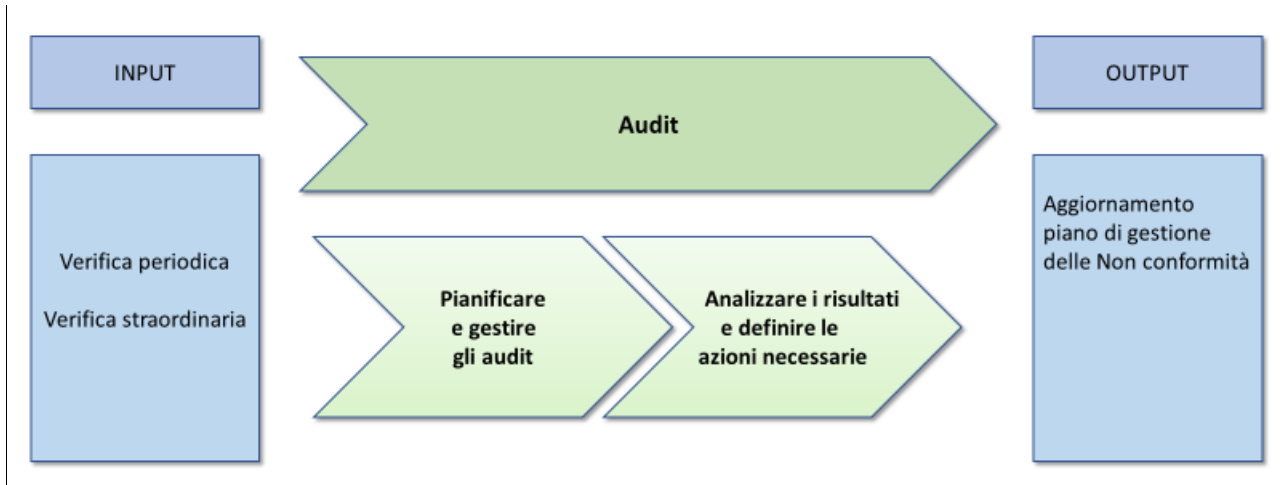 INPUT
Audit
OUTPUT
Verifica periodica
Verifica straordinaria
Pianificare
e gestire
gli audit
Analizzare i risultati
e definire le
azioni necessarie
Aggiornamento
piano di gestione
delle Non conformità